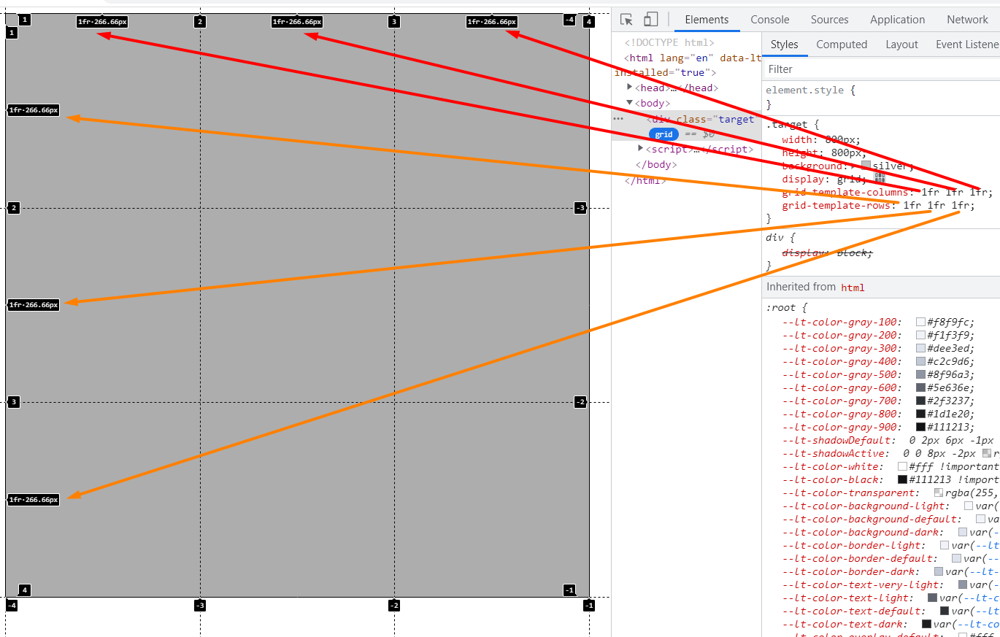 1
1fr·266.66px
2
1fr·266.66px
3
1fr·266.66px
-4
4
1
1fr·266.66px
2
-3
1fr·266.66px
3
-2
1fr·266.66px
4
-1
-4
-3
-2
-1
Elements Console Sources Application Network
<!DOCTYPE html>
<html lang="en" data-lt
installed="true">
<head>…</head>
<body>
<div class="target"
grid == $0
<script>…</script>
</body>
</html>
Styles Computed Layout Event Listene
Filter
element.style {
}
.target {
width: 800px;
height: 800px;
background: silver;
display: grid;
grid-template-columns: 1fr 1fr 1fr;
grid-template-rows: 1fr 1fr 1fr;
}
div {
display: block;
}
Inherited from html
:root {
--lt-color-gray-100: #f8f9fc;
--lt-color-gray-200: #f1f3f9;
--lt-color-gray-300: #dee3ed;
--lt-color-gray-400: #c2c9d6;
--lt-color-gray-500: #8f96a3;
--lt-color-gray-600: #5e636e;
--lt-color-gray-700: #2f3237;
--lt-color-gray-800: #1d1e20;
--lt-color-gray-900: #111213;
--lt-shadowDefault: 0 2px 6px -1px
--lt-shadowActive: 0 0 8px -2px r
--lt-color-white: #fff !important
--lt-color-black: #111213 !import
--lt-color-transparent: rgba(255,
--lt-color-background-light: var(
--lt-color-background-default: va
--lt-color-background-dark: var(-
--lt-color-border-light: var(--lt
--lt-color-border-default: var(--
--lt-color-border-dark: var(--lt-
--lt-color-text-very-light: var(-
--lt-color-text-light: var(--lt-c
--lt-color-text-default: var(--lt
--lt-color-text-dark: var(--lt-co
--lt-color-overlay-default: #fff